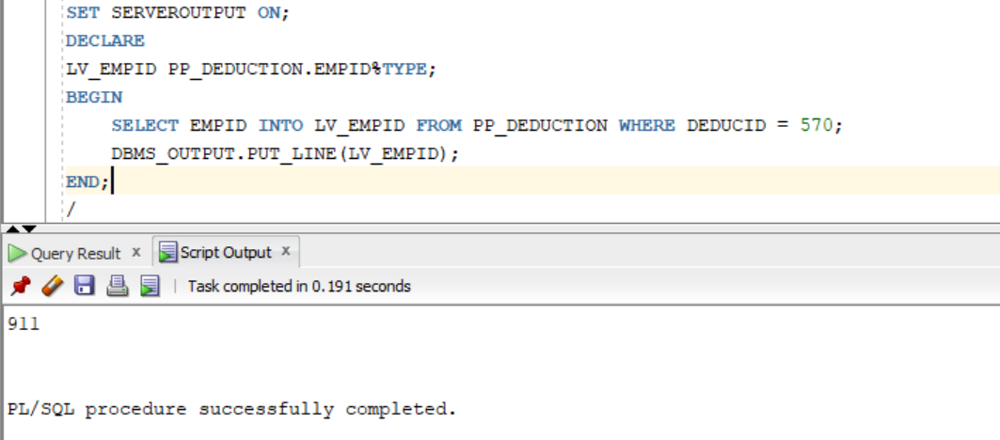 SET SERVEROUTPUT ON;
DECLARE
LV_EMPID PP_DEDUCTION.EMPID%TYPE;
BEGIN
    SELECT EMPID INTO LV_EMPID FROM PP_DEDUCTION WHERE DEDUCID = 570;
    DBMS_OUTPUT.PUT_LINE(LV_EMPID);
END;
/
Query Result x Script Output x
Task completed in 0.191 seconds
911
PL/SQL procedure successfully completed.